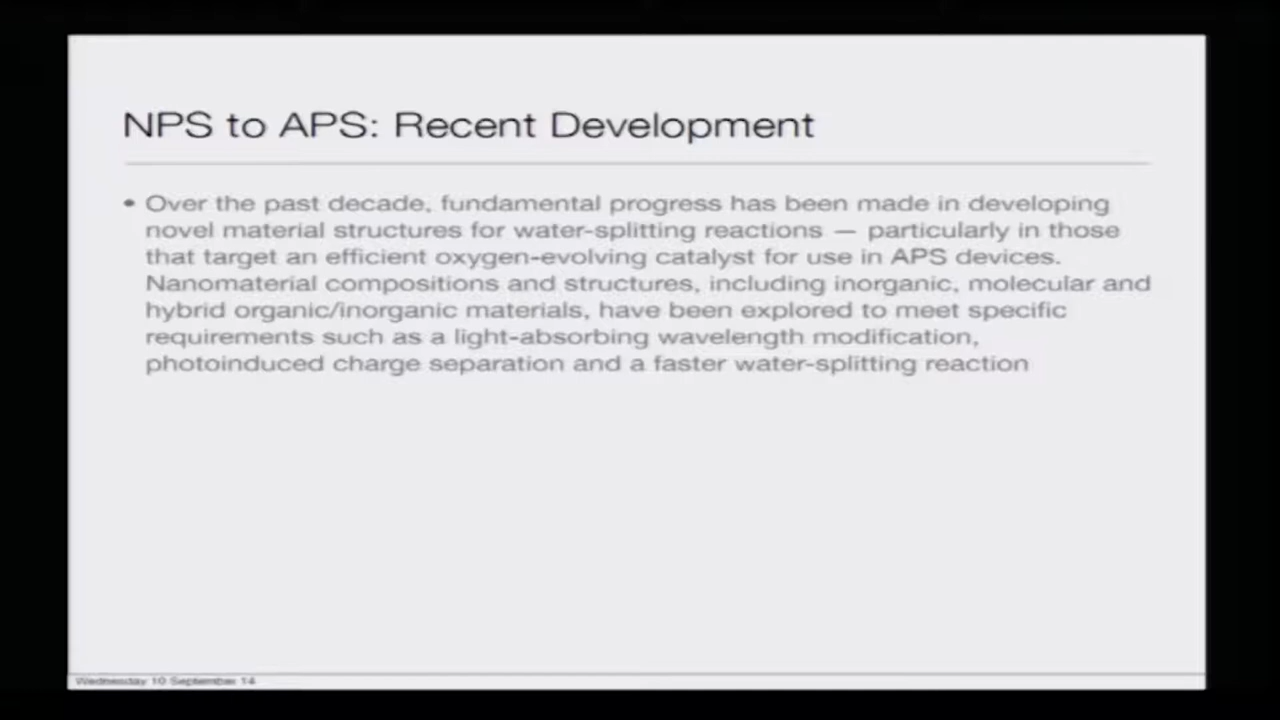 NPS to APS: Recent Development
• Over the past decade, fundamental progress has been made in developing
novel material structures for water-splitting reactions — particularly in those
that target an efficient oxygen-evolving catalyst for use in APS devices.
Nanomaterial compositions and structures, including inorganic, molecular and
hybrid organic/inorganic materials, have been explored to meet specific
requirements such as a light-absorbing wavelength modification,
photoinduced charge separation and a faster water-splitting reaction
Wednesday 10 September 14